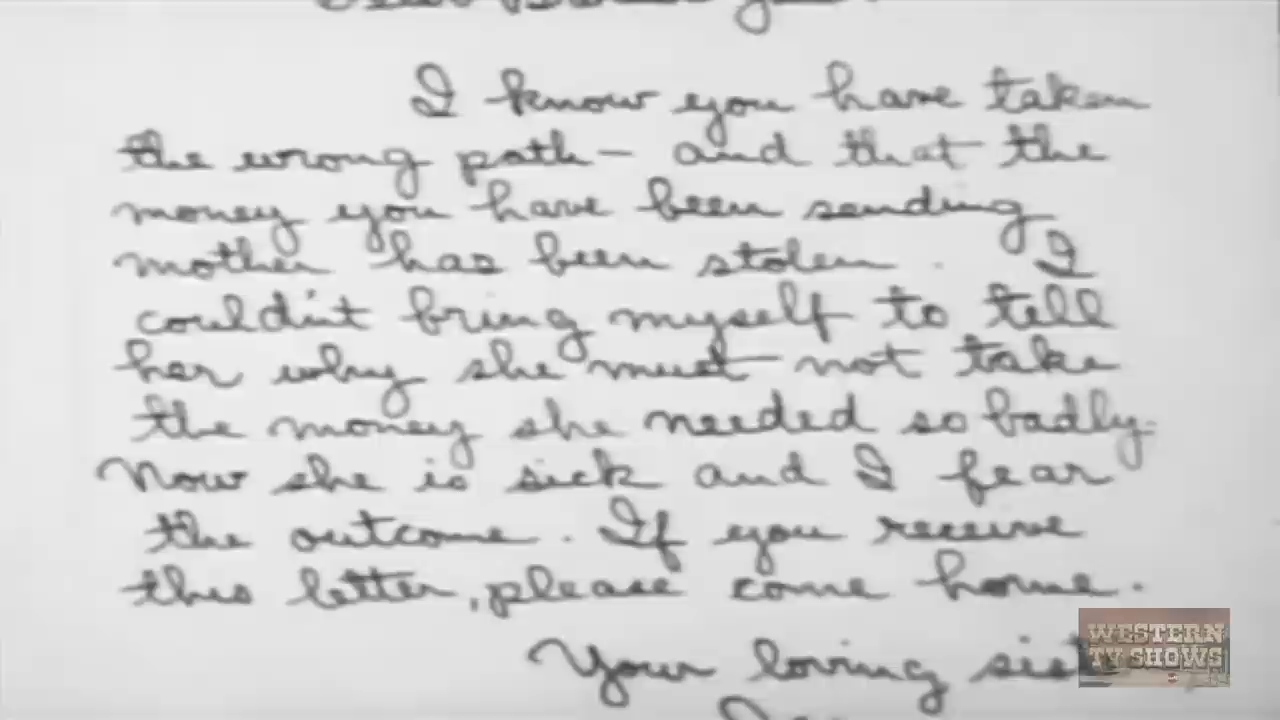 I know you have taken
the wrong path - and that the
money you have been sending
mother has been stolen. I
couldn't bring myself to tell
her why she must not take
the money she needed so badly.
Now she is sick and I fear
the outcome. If you receive
this letter, please come home.
Your loving
WESTERN
TV SHOWS